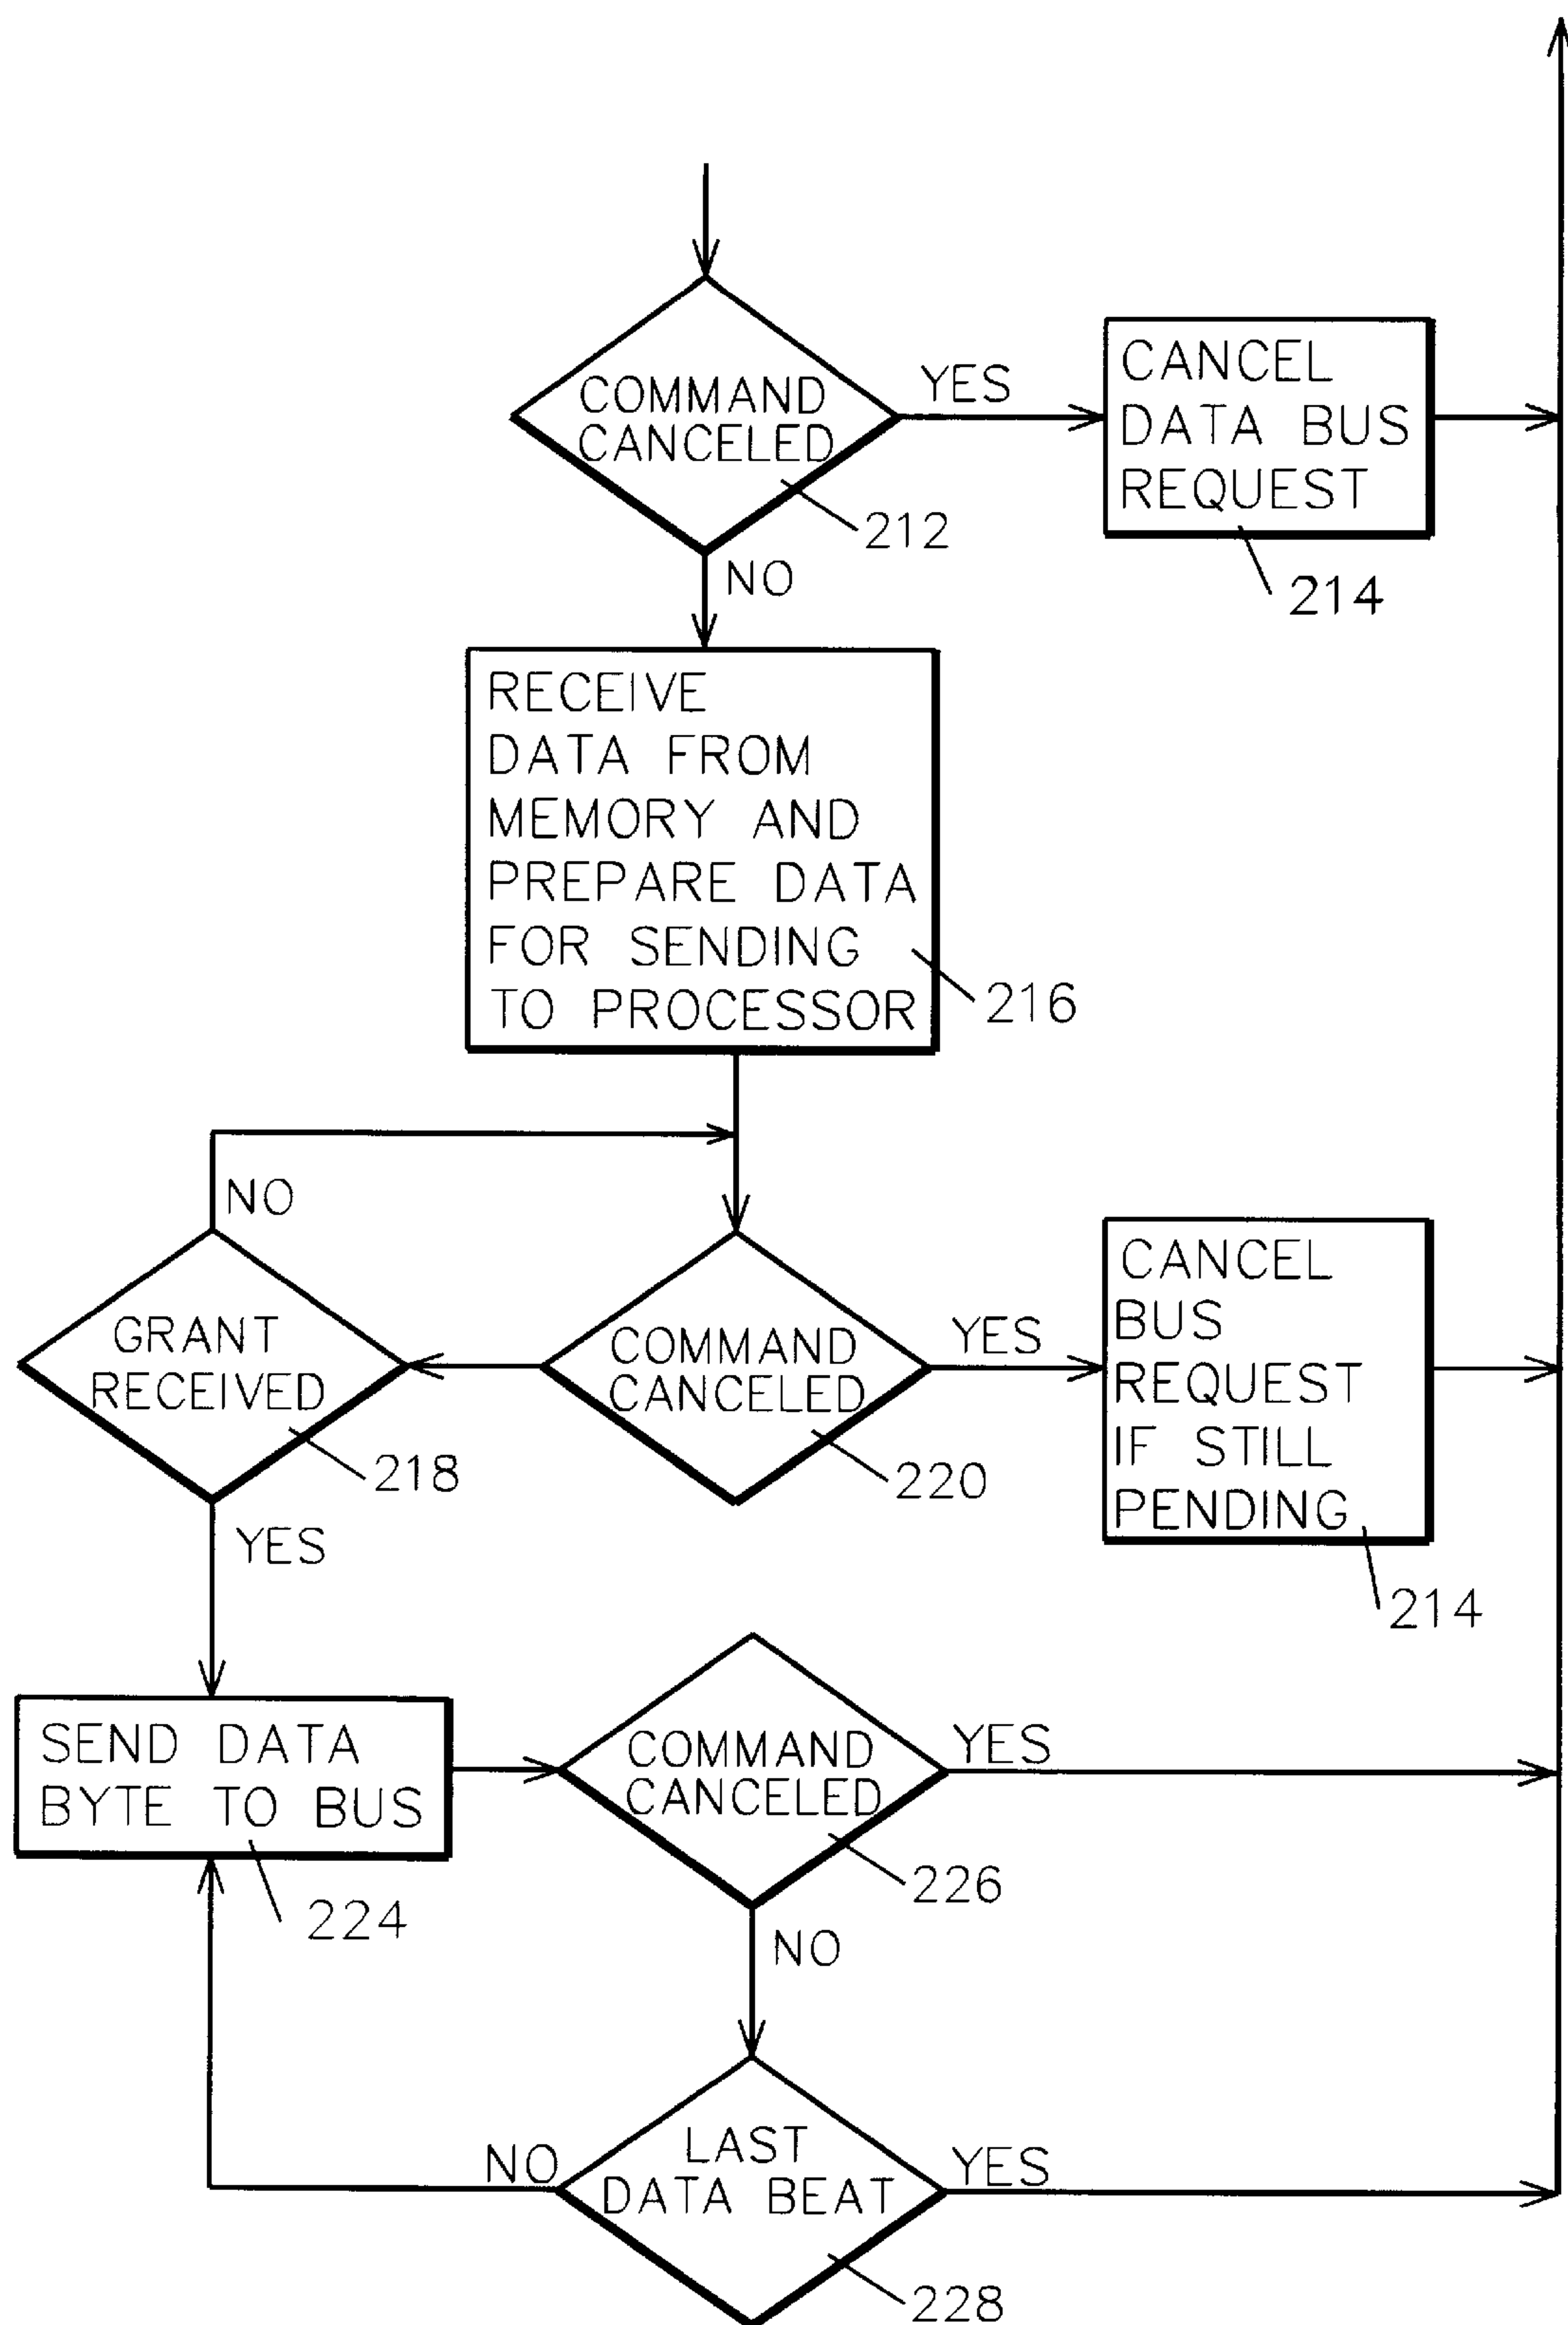 COMMAND
CANCELED
212
YES
CANCEL
DATA BUS
REQUEST
214
NO
RECEIVE
DATA FROM
MEMORY AND
PREPARE DATA
FOR SENDING
TO PROCESSOR
216
NO
GRANT
RECEIVED
218
COMMAND
CANCELED
220
YES
CANCEL
BUS
REQUEST
IF STILL
PENDING
214
YES
SEND DATA
BYTE TO BUS
224
COMMAND
CANCELED
226
YES
NO
NO
LAST
DATA BEAT
228
YES